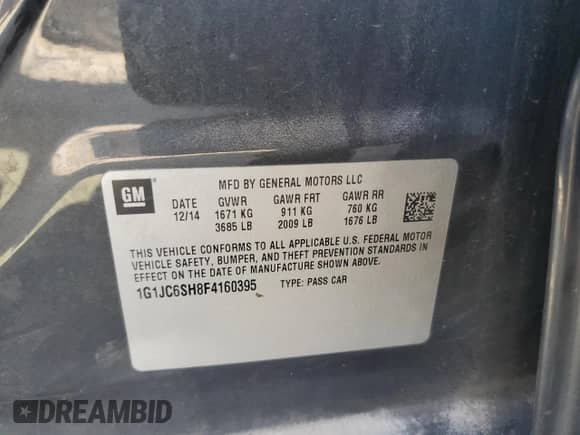 GM
MFD BY GENERAL MOTORS LLC
DATE GVWR GAWR FRT GAWR RR
12/14 1671 KG 911 KG 760 KG
3685 LB 2009 LB 1676 LB
THIS VEHICLE CONFORMS TO ALL APPLICABLE U.S. FEDERAL MOTOR
VEHICLE SAFETY, BUMPER, AND THEFT PREVENTION STANDARDS IN
EFFECT ON THE DATE OF MANUFACTURE SHOWN ABOVE.
1G1JC6SH8F4160395 TYPE: PASS CAR
DREAMBID